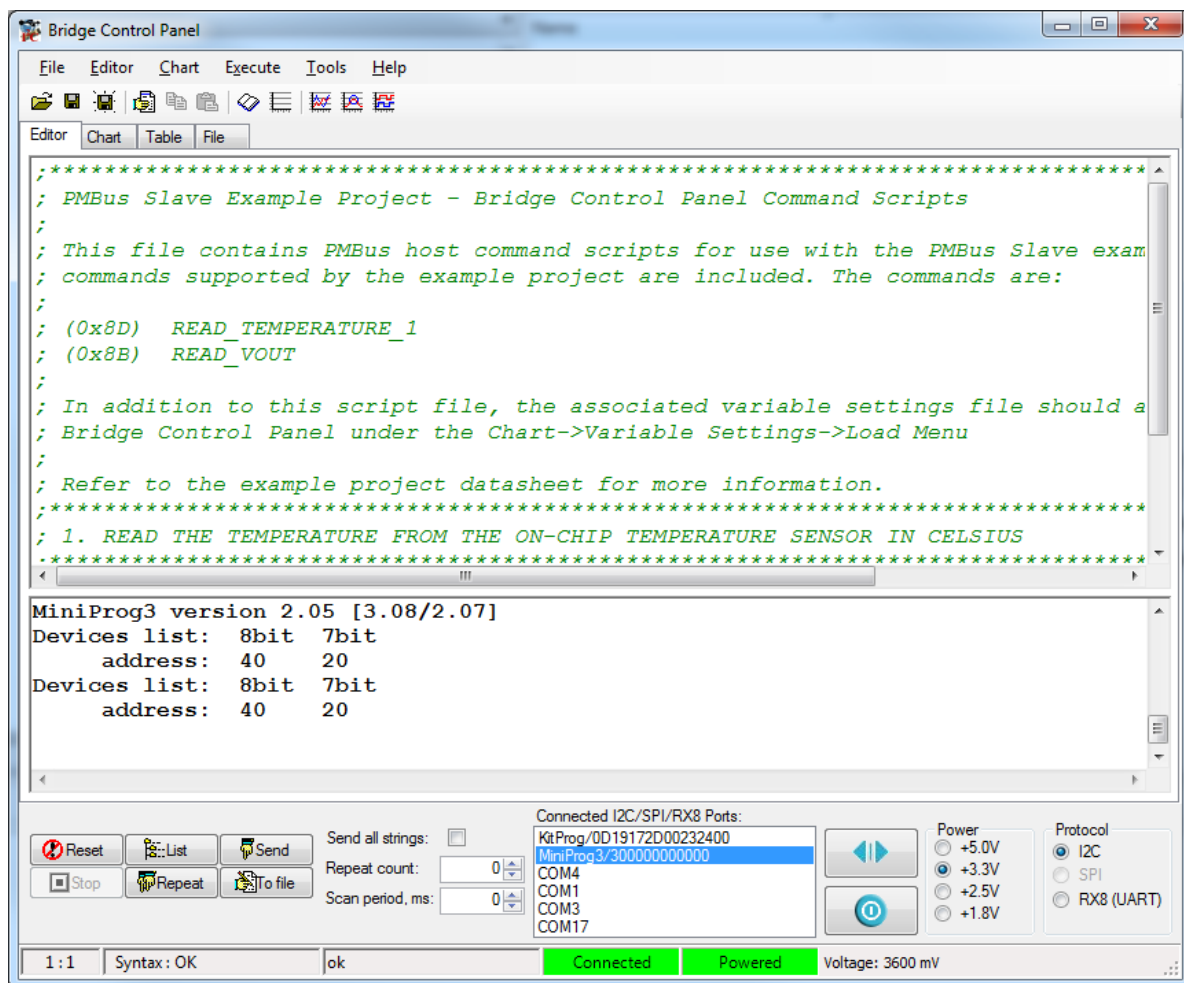 Bridge Control Panel
File Editor Chart Execute Tools Help
Editor Chart Table File
;********************************************************************************
; PMBus Slave Example Project - Bridge Control Panel Command Scripts
;
; This file contains PMBus host command scripts for use with the PMBus Slave exam
; commands supported by the example project are included. The commands are:
;
; (0x8D) READ_TEMPERATURE_1
; (0x8B) READ_VOUT
;
; In addition to this script file, the associated variable settings file should a
; Bridge Control Panel under the Chart->Variable Settings->Load Menu
;
; Refer to the example project datasheet for more information.
;********************************************************************************
; 1. READ THE TEMPERATURE FROM THE ON-CHIP TEMPERATURE SENSOR IN CELSIUS
;********************************************************************************
MiniProg3 version 2.05 [3.08/2.07]
Devices list: 8bit 7bit
address: 40 20
Devices list: 8bit 7bit
address: 40 20
Reset List Send
Stop Repeat To file
Send all strings:
Repeat count: 0
Scan period, ms: 0
Connected I2C/SPI/RX8 Ports:
KitProg/0D19172D00232400
MiniProg3/300000000000
COM4
COM1
COM3
COM17
Power
+5.0V
+3.3V
+2.5V
+1.8V
Protocol
I2C
SPI
RX8 (UART)
1:1 Syntax : OK ok Connected Powered Voltage: 3600 mV